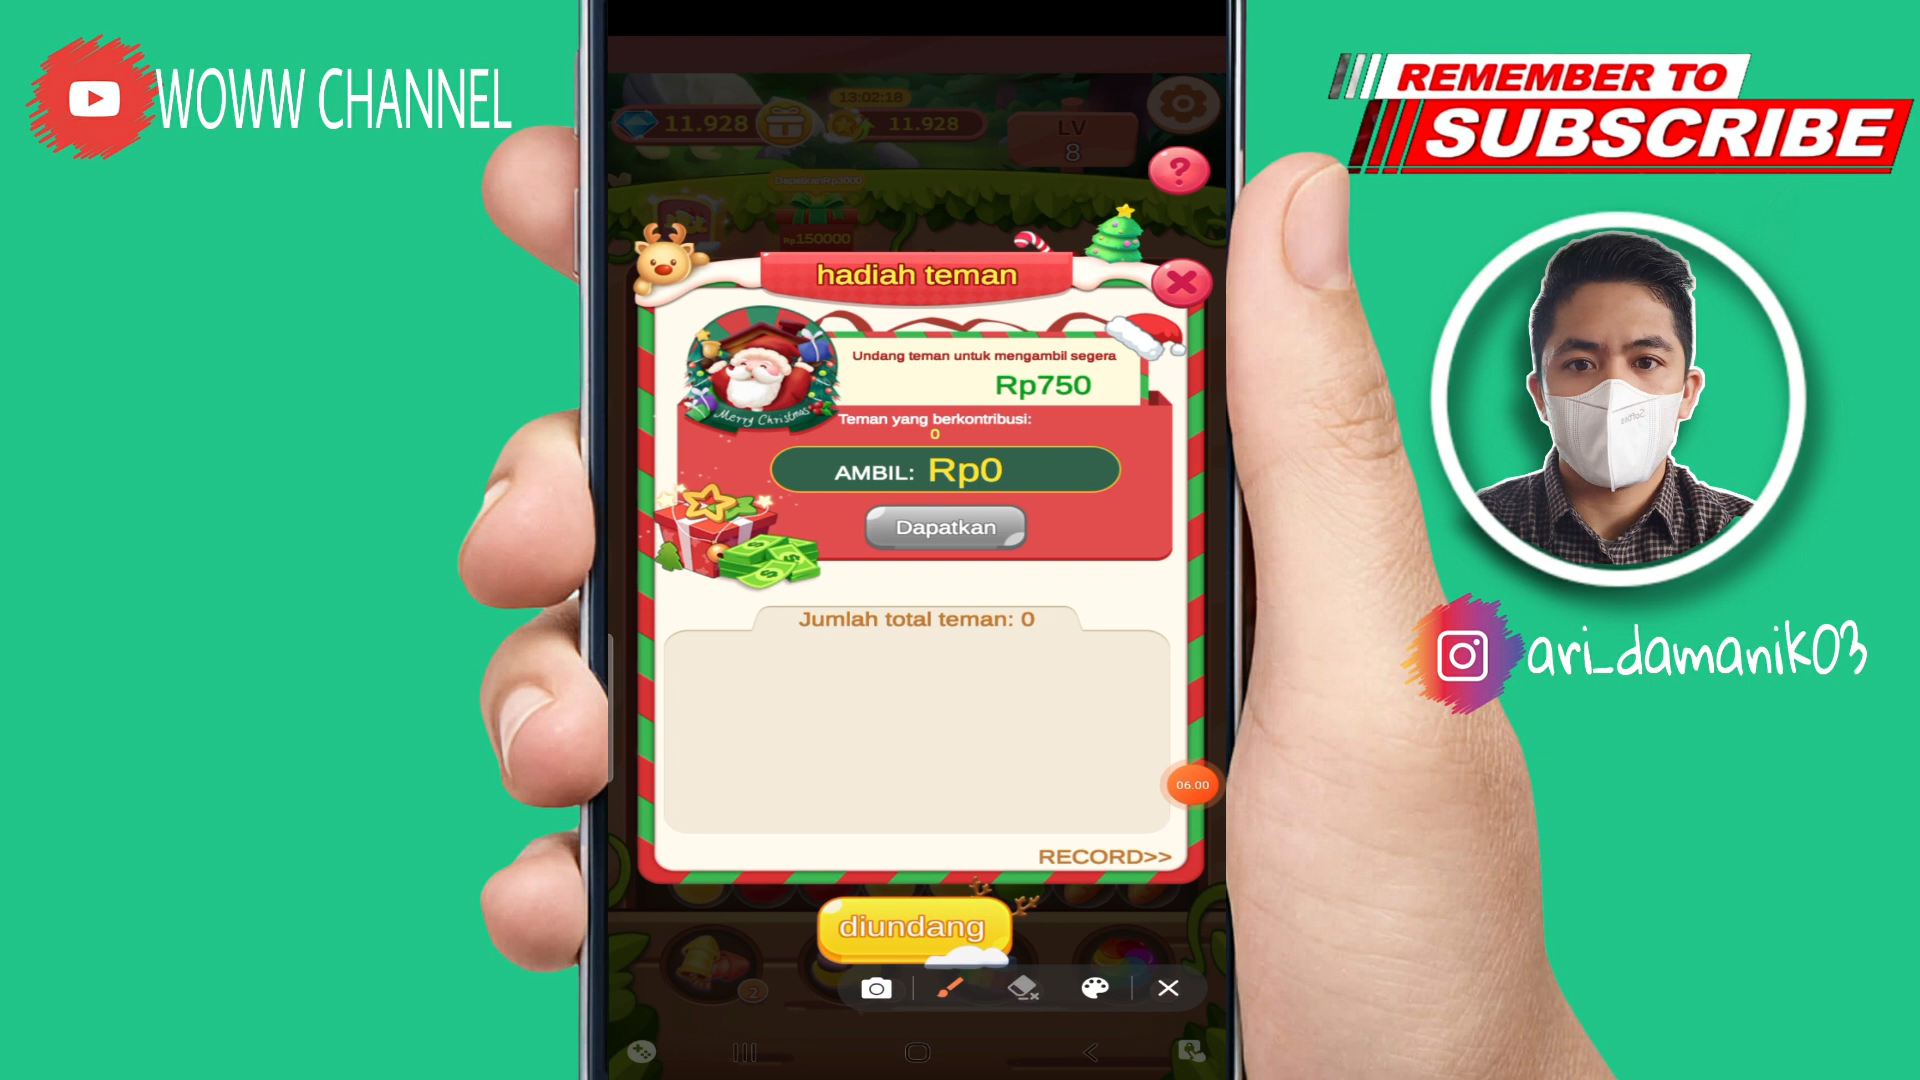 WOWW CHANNEL
REMEMBER TO
SUBSCRIBE
13:02:18
11.928
11.928
LV
8
?
DapatkanRp3000
Rp150000
hadiah teman
Undang teman untuk mengambil segera
Rp750
Merry Christmas
Teman yang berkontribusi:
0
AMBIL: Rp0
Dapatkan
Jumlah total teman: 0
ari_damanik03
06.00
RECORD>>
diundang
2